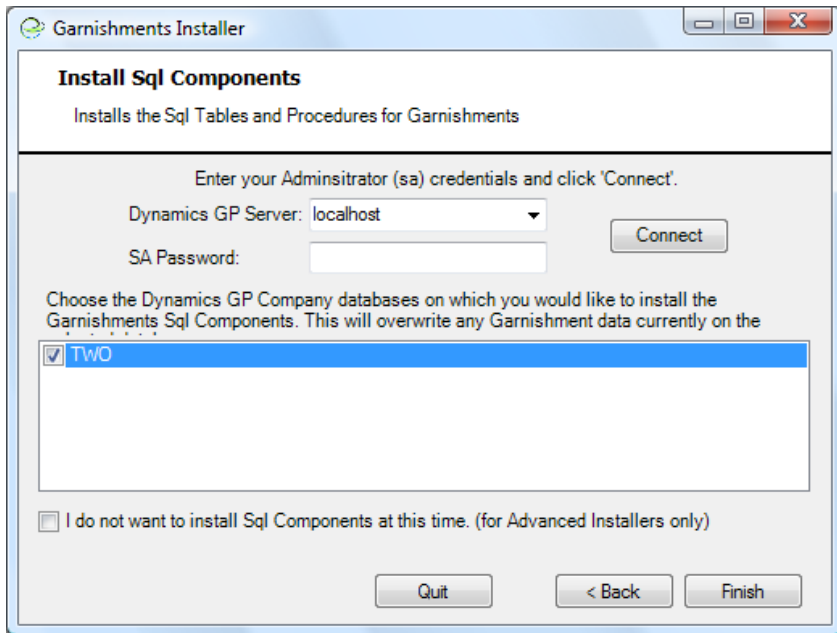 Garnishments Installer
Install Sql Components
Installs the Sql Tables and Procedures for Garnishments
Enter your Adminsitrator (sa) credentials and click 'Connect'.
Dynamics GP Server: localhost
Connect
SA Password:
Choose the Dynamics GP Company databases on which you would like to install the
Garnishments Sql Components. This will overwrite any Garnishment data currently on the
TWO
I do not want to install Sql Components at this time. (for Advanced Installers only)
Quit < Back Finish